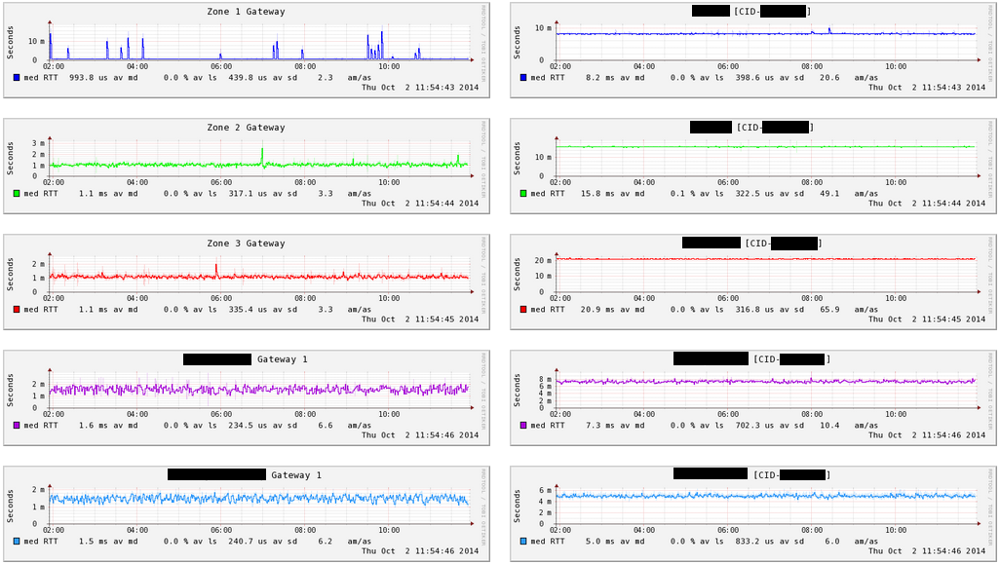 Zone 1 Gateway
Seconds
10 m
0
02:00 04:00 06:00 08:00 10:00
med RTT 993.8 us av md 0.0 % av ls 439.8 us av sd 2.3 am/as
Thu Oct 2 11:54:43 2014
[CID- ]
Seconds
10 m
0
02:00 04:00 06:00 08:00 10:00
med RTT 8.2 ms av md 0.0 % av ls 398.6 us av sd 20.6 am/as
Thu Oct 2 11:54:43 2014
Zone 2 Gateway
Seconds
3 m
2 m
1 m
0
02:00 04:00 06:00 08:00 10:00
med RTT 1.1 ms av md 0.0 % av ls 317.1 us av sd 3.3 am/as
Thu Oct 2 11:54:44 2014
[CID- ]
Seconds
10 m
0
02:00 04:00 06:00 08:00 10:00
med RTT 15.8 ms av md 0.1 % av ls 322.5 us av sd 49.1 am/as
Thu Oct 2 11:54:44 2014
Zone 3 Gateway
Seconds
2 m
1 m
0
02:00 04:00 06:00 08:00 10:00
med RTT 1.1 ms av md 0.0 % av ls 335.4 us av sd 3.3 am/as
Thu Oct 2 11:54:45 2014
[CID- ]
Seconds
20 m
10 m
0
02:00 04:00 06:00 08:00 10:00
med RTT 20.9 ms av md 0.0 % av ls 316.8 us av sd 65.9 am/as
Thu Oct 2 11:54:45 2014
Gateway 1
Seconds
2 m
1 m
0
02:00 04:00 06:00 08:00 10:00
med RTT 1.6 ms av md 0.0 % av ls 234.5 us av sd 6.6 am/as
Thu Oct 2 11:54:46 2014
[CID- ]
Seconds
8 m
6 m
4 m
2 m
0
02:00 04:00 06:00 08:00 10:00
med RTT 7.3 ms av md 0.0 % av ls 702.3 us av sd 10.4 am/as
Thu Oct 2 11:54:46 2014
Gateway 1
Seconds
2 m
1 m
0
02:00 04:00 06:00 08:00 10:00
med RTT 1.5 ms av md 0.0 % av ls 240.7 us av sd 6.2 am/as
Thu Oct 2 11:54:46 2014
[CID- ]
Seconds
6 m
4 m
2 m
0
02:00 04:00 06:00 08:00 10:00
med RTT 5.0 ms av md 0.0 % av ls 833.2 us av sd 6.0 am/as
Thu Oct 2 11:54:46 2014